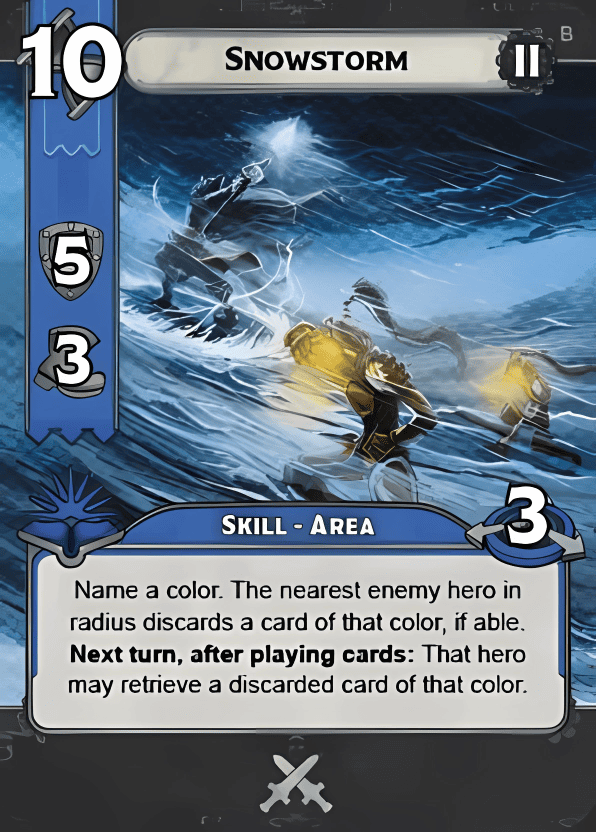 10
SNOWSTORM
II
B
5
3
SKILL - AREA
3
Name a color. The nearest enemy hero in
radius discards a card of that color, if able.
Next turn, after playing cards: That hero
may retrieve a discarded card of that color.